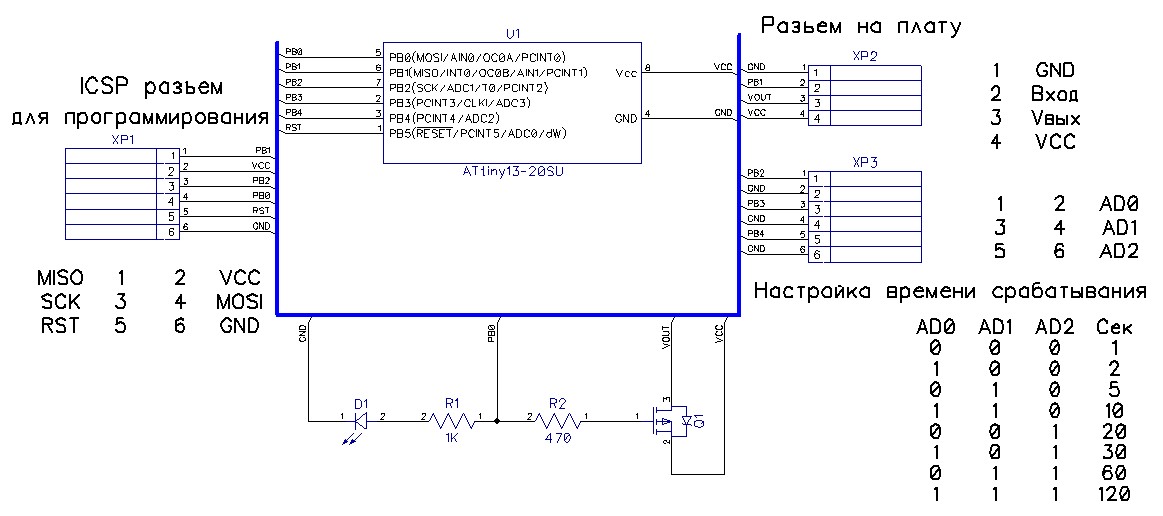 U1
PB0 5 PB0(MOSI/AIN0/OC0A/PCINT0)
PB1 6 PB1(MISO/INT0/OC0B/AIN1/PCINT1) Vcc 8 VCC
PB2 7 PB2(SCK/ADC1/T0/PCINT2)
PB3 2 PB3(PCINT3/CLKI/ADC3)
PB4 3 PB4(PCINT4/ADC2) GND 4 GND
RST 1 PB5(RESET/PCINT5/ADC0/dW)
ATtiny13-20SU
ICSP разьем
для программирования
XP1
1 1 PB1
2 2 VCC
3 3 PB2
4 4 PB0
5 5 RST
6 6 GND
MISO 1 2 VCC
SCK 3 4 MOSI
RST 5 6 GND
Разьем на плату
XP2
GND 1 1
PB1 2 2
VOUT 3 3
VCC 4 4
1 GND
2 Вход
3 Vвых
4 VCC
XP3
PB2 1 1
GND 2 2
PB3 3 3
GND 4 4
PB4 5 5
GND 6 6
1 2 AD0
3 4 AD1
5 6 AD2
Настройка времени срабатывания
AD0 AD1 AD2 Сек
0 0 0 1
1 0 0 2
0 1 0 5
1 1 0 10
0 0 1 20
1 0 1 30
0 1 1 60
1 1 1 120
GND PB0 VOUT VCC
D1 R1 R2 Q1
1 2 2 1 2 1 3 2
1K 470